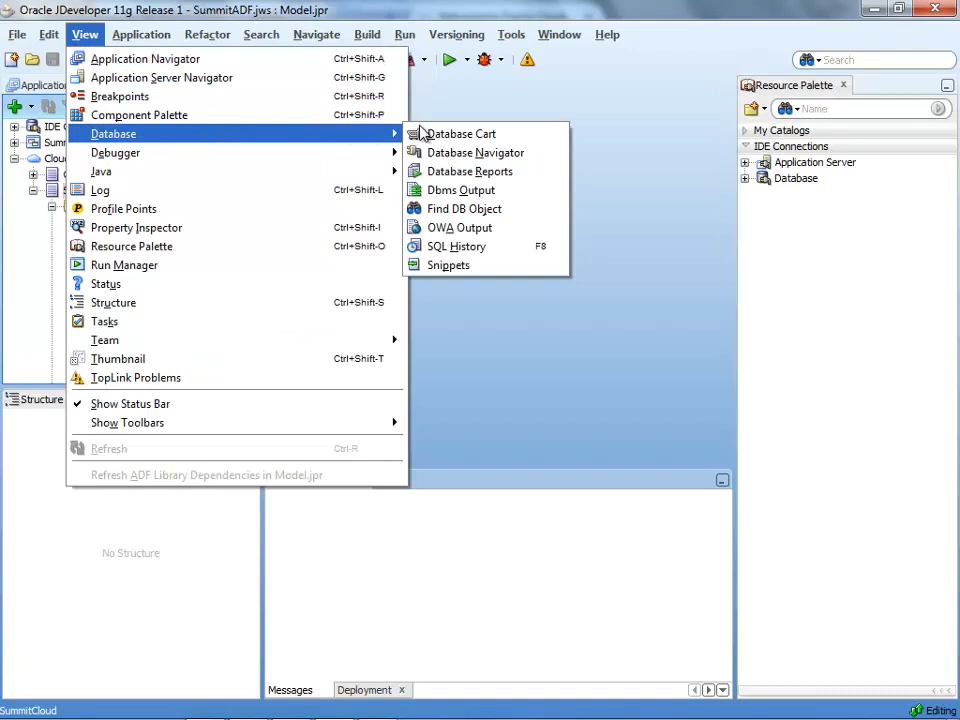 Oracle JDeveloper 11g Release 1 - SummitADF.jws : Model.jpr
File Edit View Application Refactor Search Navigate Build Run Versioning Tools Window Help
Search
Application Navigator Ctrl+Shift-A
Application Server Navigator Ctrl+Shift-G
Breakpoints Ctrl+Shift-R
Component Palette Ctrl+Shift-P
Database
Debugger
Java
Log Ctrl+Shift-L
Profile Points
Property Inspector Ctrl+Shift-I
Resource Palette Ctrl+Shift-O
Run Manager
Status
Structure Ctrl+Shift-S
Tasks
Team
Thumbnail Ctrl+Shift-T
TopLink Problems
Show Status Bar
Show Toolbars
Refresh Ctrl-R
Refresh ADF Library Dependencies in Model.jpr
Database Cart
Database Navigator
Database Reports
Dbms Output
Find DB Object
OWA Output
SQL History F8
Snippets
Resource Palette
Name
My Catalogs
IDE Connections
Application Server
Database
Structure
No Structure
Messages Deployment
SummitCloud
Editing